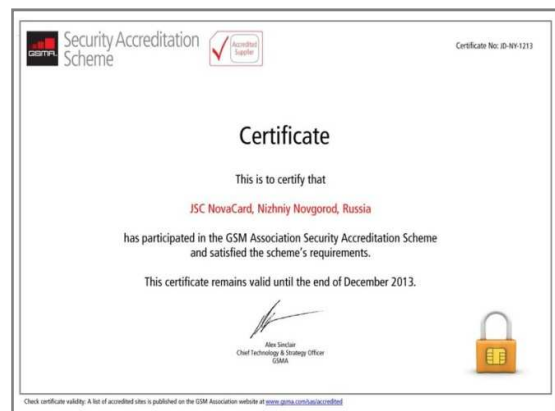 GSMA
Security Accreditation
Scheme
Accredited
Supplier
Certificate No: JD-NY-1213
Certificate
This is to certify that
JSC NovaCard, Nizhniy Novgorod, Russia
has participated in the GSM Association Security Accreditation Scheme
and satisfied the scheme's requirements.
This certificate remains valid until the end of December 2013.
Alex Sinclair
Chief Technology & Strategy Officer
GSMA
Check certificate validity: A list of accredited sites is published on the GSM Association website at www.gsma.com/sas/accredited